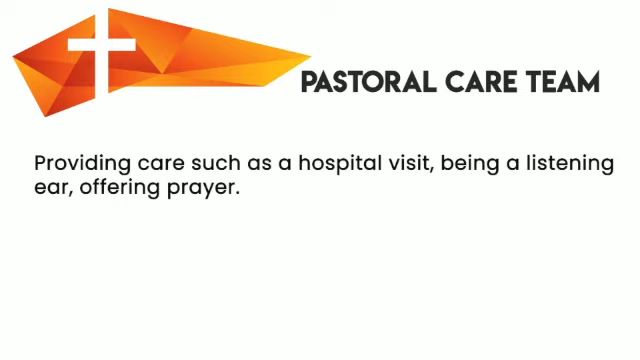 PASTORAL CARE TEAM
Providing care such as a hospital visit, being a listening
ear, offering prayer.